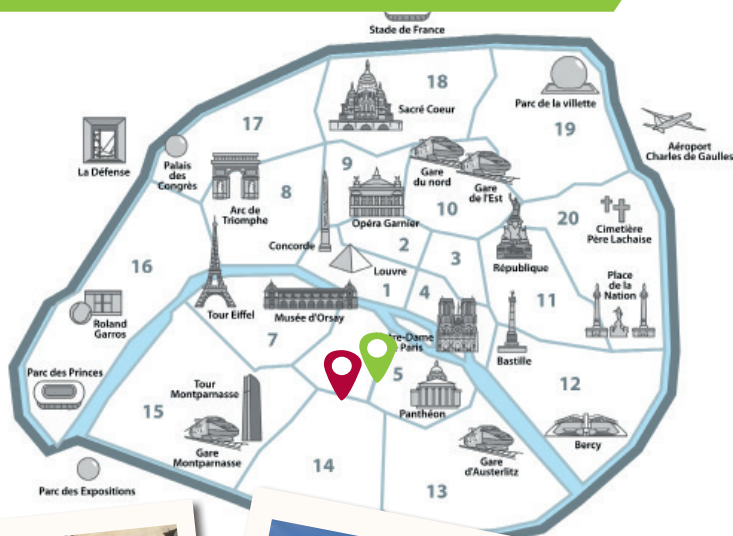 Stade de France
18
Sacré Coeur
Parc de la villette
19
17
La Défense
Palais
des
Congrès
Aéroport
Charles de Gaulles
9
Gare
du nord
Gare
de l'Est
8
Arc de
Triomphe
Opéra Garnier
10
20
Cimetière
Père Lachaise
Concorde
2
3
République
Louvre
16
1
4
11
Place
de la
Nation
Tour Eiffel
Musée d'Orsay
Roland
Garros
7
tre-Dame
Paris
Bastille
Parc des Princes
5
12
Tour
Montparnasse
15
Panthéon
Gare
Montparnasse
Bercy
14
Gare
d'Austerlitz
13
Parc des Expositions